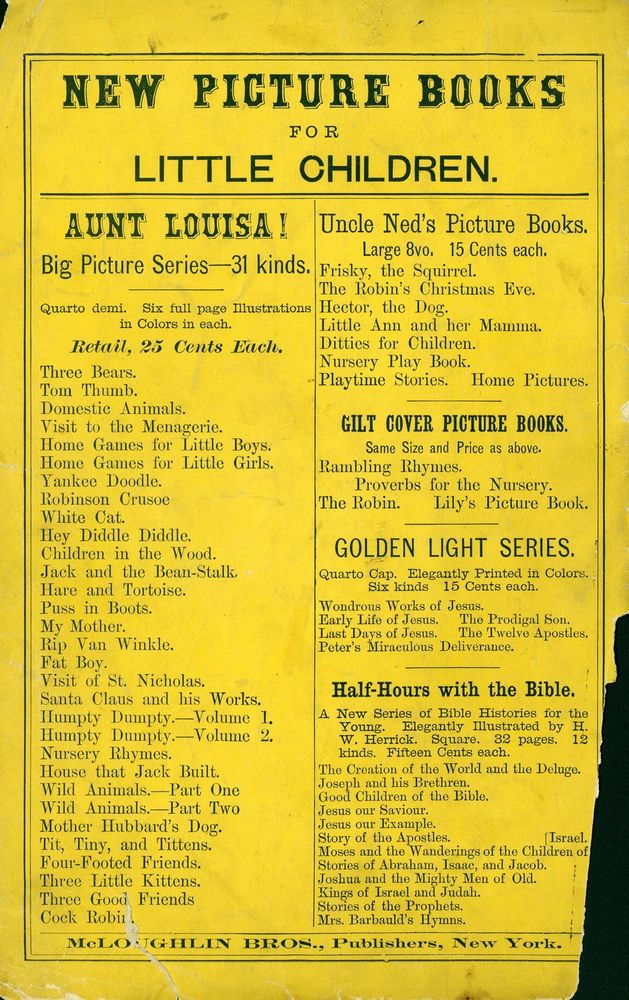 NEW PICTURE BOOKS
FOR
LITTLE CHILDREN.
AUNT LOUISA!
Big Picture Series—31 kinds.
Quarto demi. Six full page Illustrations
in Colors in each.
Retail, 25 Cents Each.
Three Bears.
Tom Thumb.
Domestic Animals.
Visit to the Menagerie.
Home Games for Little Boys.
Home Games for Little Girls.
Yankee Doodle.
Robinson Crusoe
White Cat.
Hey Diddle Diddle.
Children in the Wood.
Jack and the Bean-Stalk
Hare and Tortoise.
Puss in Boots.
My Mother.
Rip Van Winkle.
Fat Boy.
Visit of St. Nicholas.
Santa Claus and his Works.
Humpty Dumpty.—Volume 1.
Humpty Dumpty.—Volume 2.
Nursery Rhymes.
House that Jack Built.
Wild Animals.—Part One
Wild Animals.—Part Two
Mother Hubbard's Dog.
Tit, Tiny, and Tittens.
Four-Footed Friends.
Three Little Kittens.
Three Good Friends
Cock Robin
Uncle Ned's Picture Books.
Large 8vo. 15 Cents each.
Frisky, the Squirrel.
The Robin's Christmas Eve.
Hector, the Dog.
Little Ann and her Mamma.
Ditties for Children.
Nursery Play Book.
Playtime Stories. Home Pictures.
GILT COVER PICTURE BOOKS.
Same Size and Price as above.
Rambling Rhymes.
Proverbs for the Nursery.
The Robin. Lily's Picture Book.
GOLDEN LIGHT SERIES.
Quarto Cap. Elegantly Printed in Colors.
Six kinds 15 Cents each.
Wondrous Works of Jesus.
Early Life of Jesus. The Prodigal Son.
Last Days of Jesus. The Twelve Apostles.
Peter's Miraculous Deliverance.
Half-Hours with the Bible.
A New Series of Bible Histories for the
Young. Elegantly Illustrated by H.
W. Herrick. Square. 32 pages. 12
kinds. Fifteen Cents each.
The Creation of the World and the Deluge.
Joseph and his Brethren.
Good Children of the Bible.
Jesus our Saviour.
Jesus our Example.
Story of the Apostles. [Israel.
Moses and the Wanderings of the Children of
Stories of Abraham, Isaac, and Jacob.
Joshua and the Mighty Men of Old.
Kings of Israel and Judah.
Stories of the Prophets.
Mrs. Barbauld's Hymns.
McLOUGHLIN BROS., Publishers, New York.